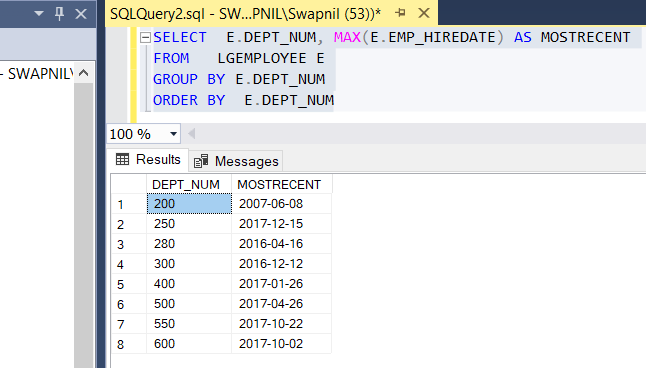 SQLQuery2.sql - SW...PNIL\Swapnil (53))*
- SWAPNIL\
SELECT E.DEPT_NUM, MAX(E.EMP_HIREDATE) AS MOSTRECENT
FROM LGEMPLOYEE E
GROUP BY E.DEPT_NUM
ORDER BY E.DEPT_NUM
100 %
Results Messages
DEPT_NUM MOSTRECENT
1 200 2007-06-08
2 250 2017-12-15
3 280 2016-04-16
4 300 2016-12-12
5 400 2017-01-26
6 500 2017-04-26
7 550 2017-10-22
8 600 2017-10-02